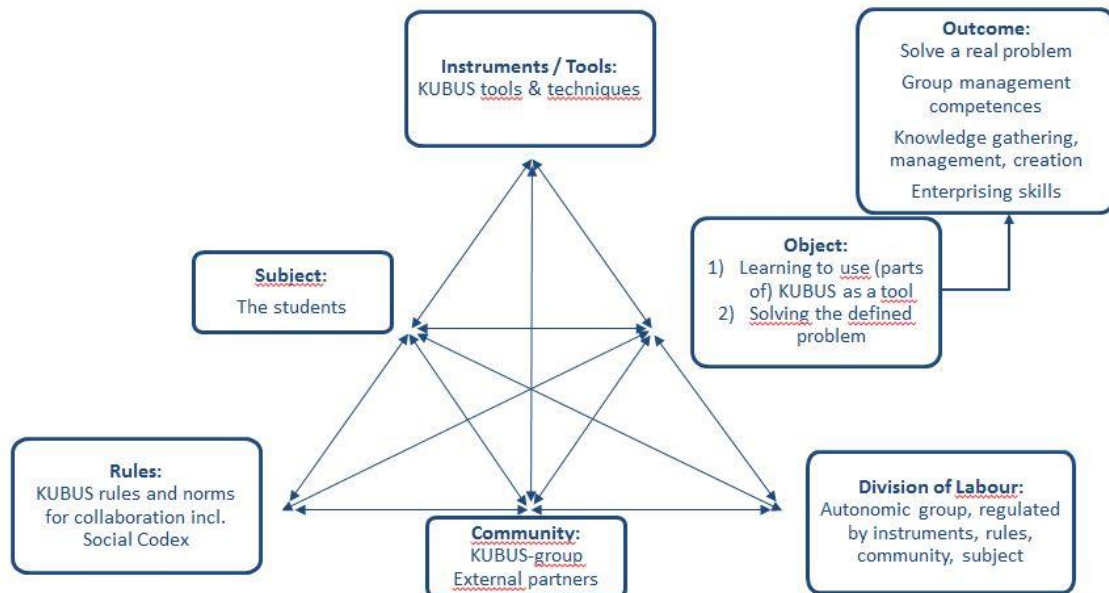 Instruments / Tools:
KUBUS tools & techniques
Outcome:
Solve a real problem
Group management
competences
Knowledge gathering,
management, creation
Enterprising skills
Subject:
The students
Object:
1) Learning to use (parts
of) KUBUS as a tool
2) Solving the defined
problem
Rules:
KUBUS rules and norms
for collaboration incl.
Social Codex
Community:
KUBUS-group
External partners
Division of Labour:
Autonomic group, regulated
by instruments, rules,
community, subject